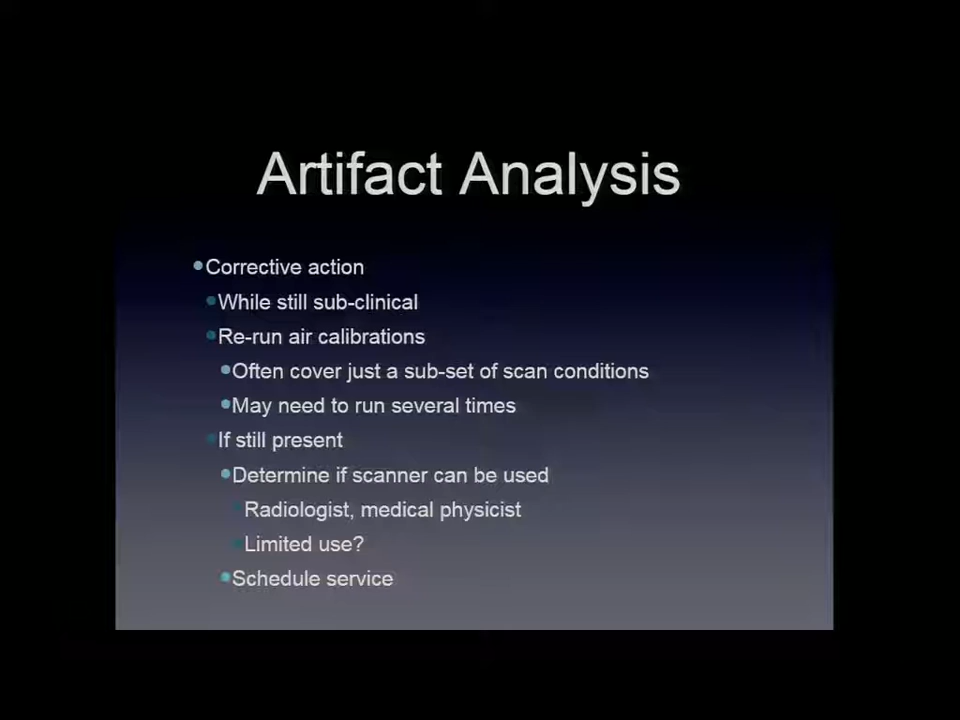 Artifact Analysis
Corrective action
While still sub-clinical
Re-run air calibrations
Often cover just a sub-set of scan conditions
May need to run several times
If still present
Determine if scanner can be used
Radiologist, medical physicist
Limited use?
Schedule service